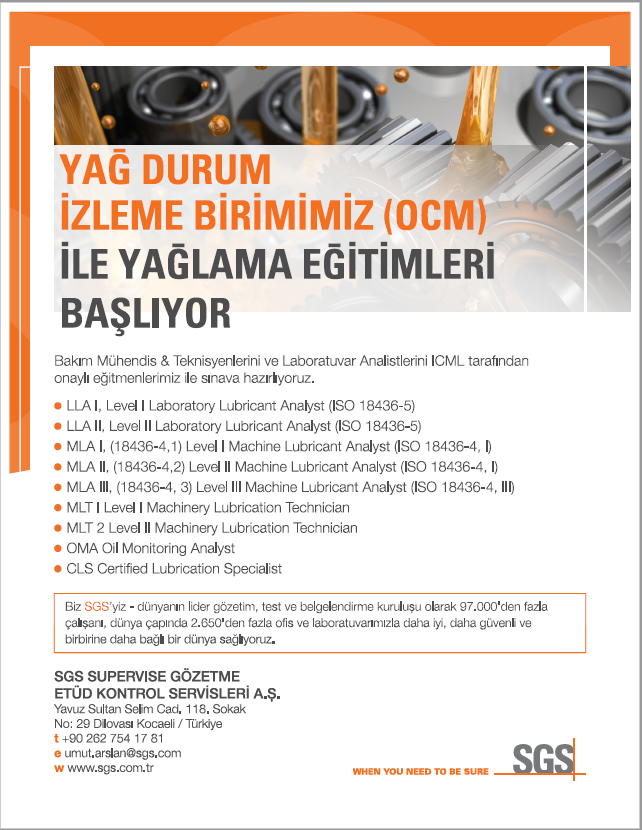 YAĞ DURUM
İZLEME BİRİMİMİZ (OCM)
İLE YAĞLAMA EĞİTİMLERİ
BAŞLIYOR
Bakım Mühendis & Teknisyenlerini ve Laboratuvar Analistlerini ICML tarafından
onaylı eğitmenlerimiz ile sınava hazırlıyoruz.
● LLA I, Level I Laboratory Lubricant Analyst (ISO 18436-5)
● LLA II, Level II Laboratory Lubricant Analyst (ISO 18436-5)
● MLA I, (18436-4,1) Level I Machine Lubricant Analyst (ISO 18436-4, I)
● MLA II, (18436-4,2) Level II Machine Lubricant Analyst (ISO 18436-4, I)
● MLA III, (18436-4, 3) Level III Machine Lubricant Analyst (ISO 18436-4, III)
● MLT I Level I Machinery Lubrication Technician
● MLT 2 Level II Machinery Lubrication Technician
● OMA Oil Monitoring Analyst
● CLS Certified Lubrication Specialist
Biz SGS'yiz - dünyanın lider gözetim, test ve belgelendirme kuruluşu olarak 97.000'den fazla
çalışanı, dünya çapında 2.650'den fazla ofis ve laboratuvarımızla daha iyi, daha güvenli ve
birbirine daha bağlı bir dünya sağlıyoruz.
SGS SUPERVISE GÖZETME
ETÜD KONTROL SERVİSLERİ A.Ş.
Yavuz Sultan Selim Cad. 118. Sokak
No: 29 Dilovası Kocaeli / Türkiye
t +90 262 754 17 81
e umut.arslan@sgs.com
w www.sgs.com.tr
WHEN YOU NEED TO BE SURE
SGS